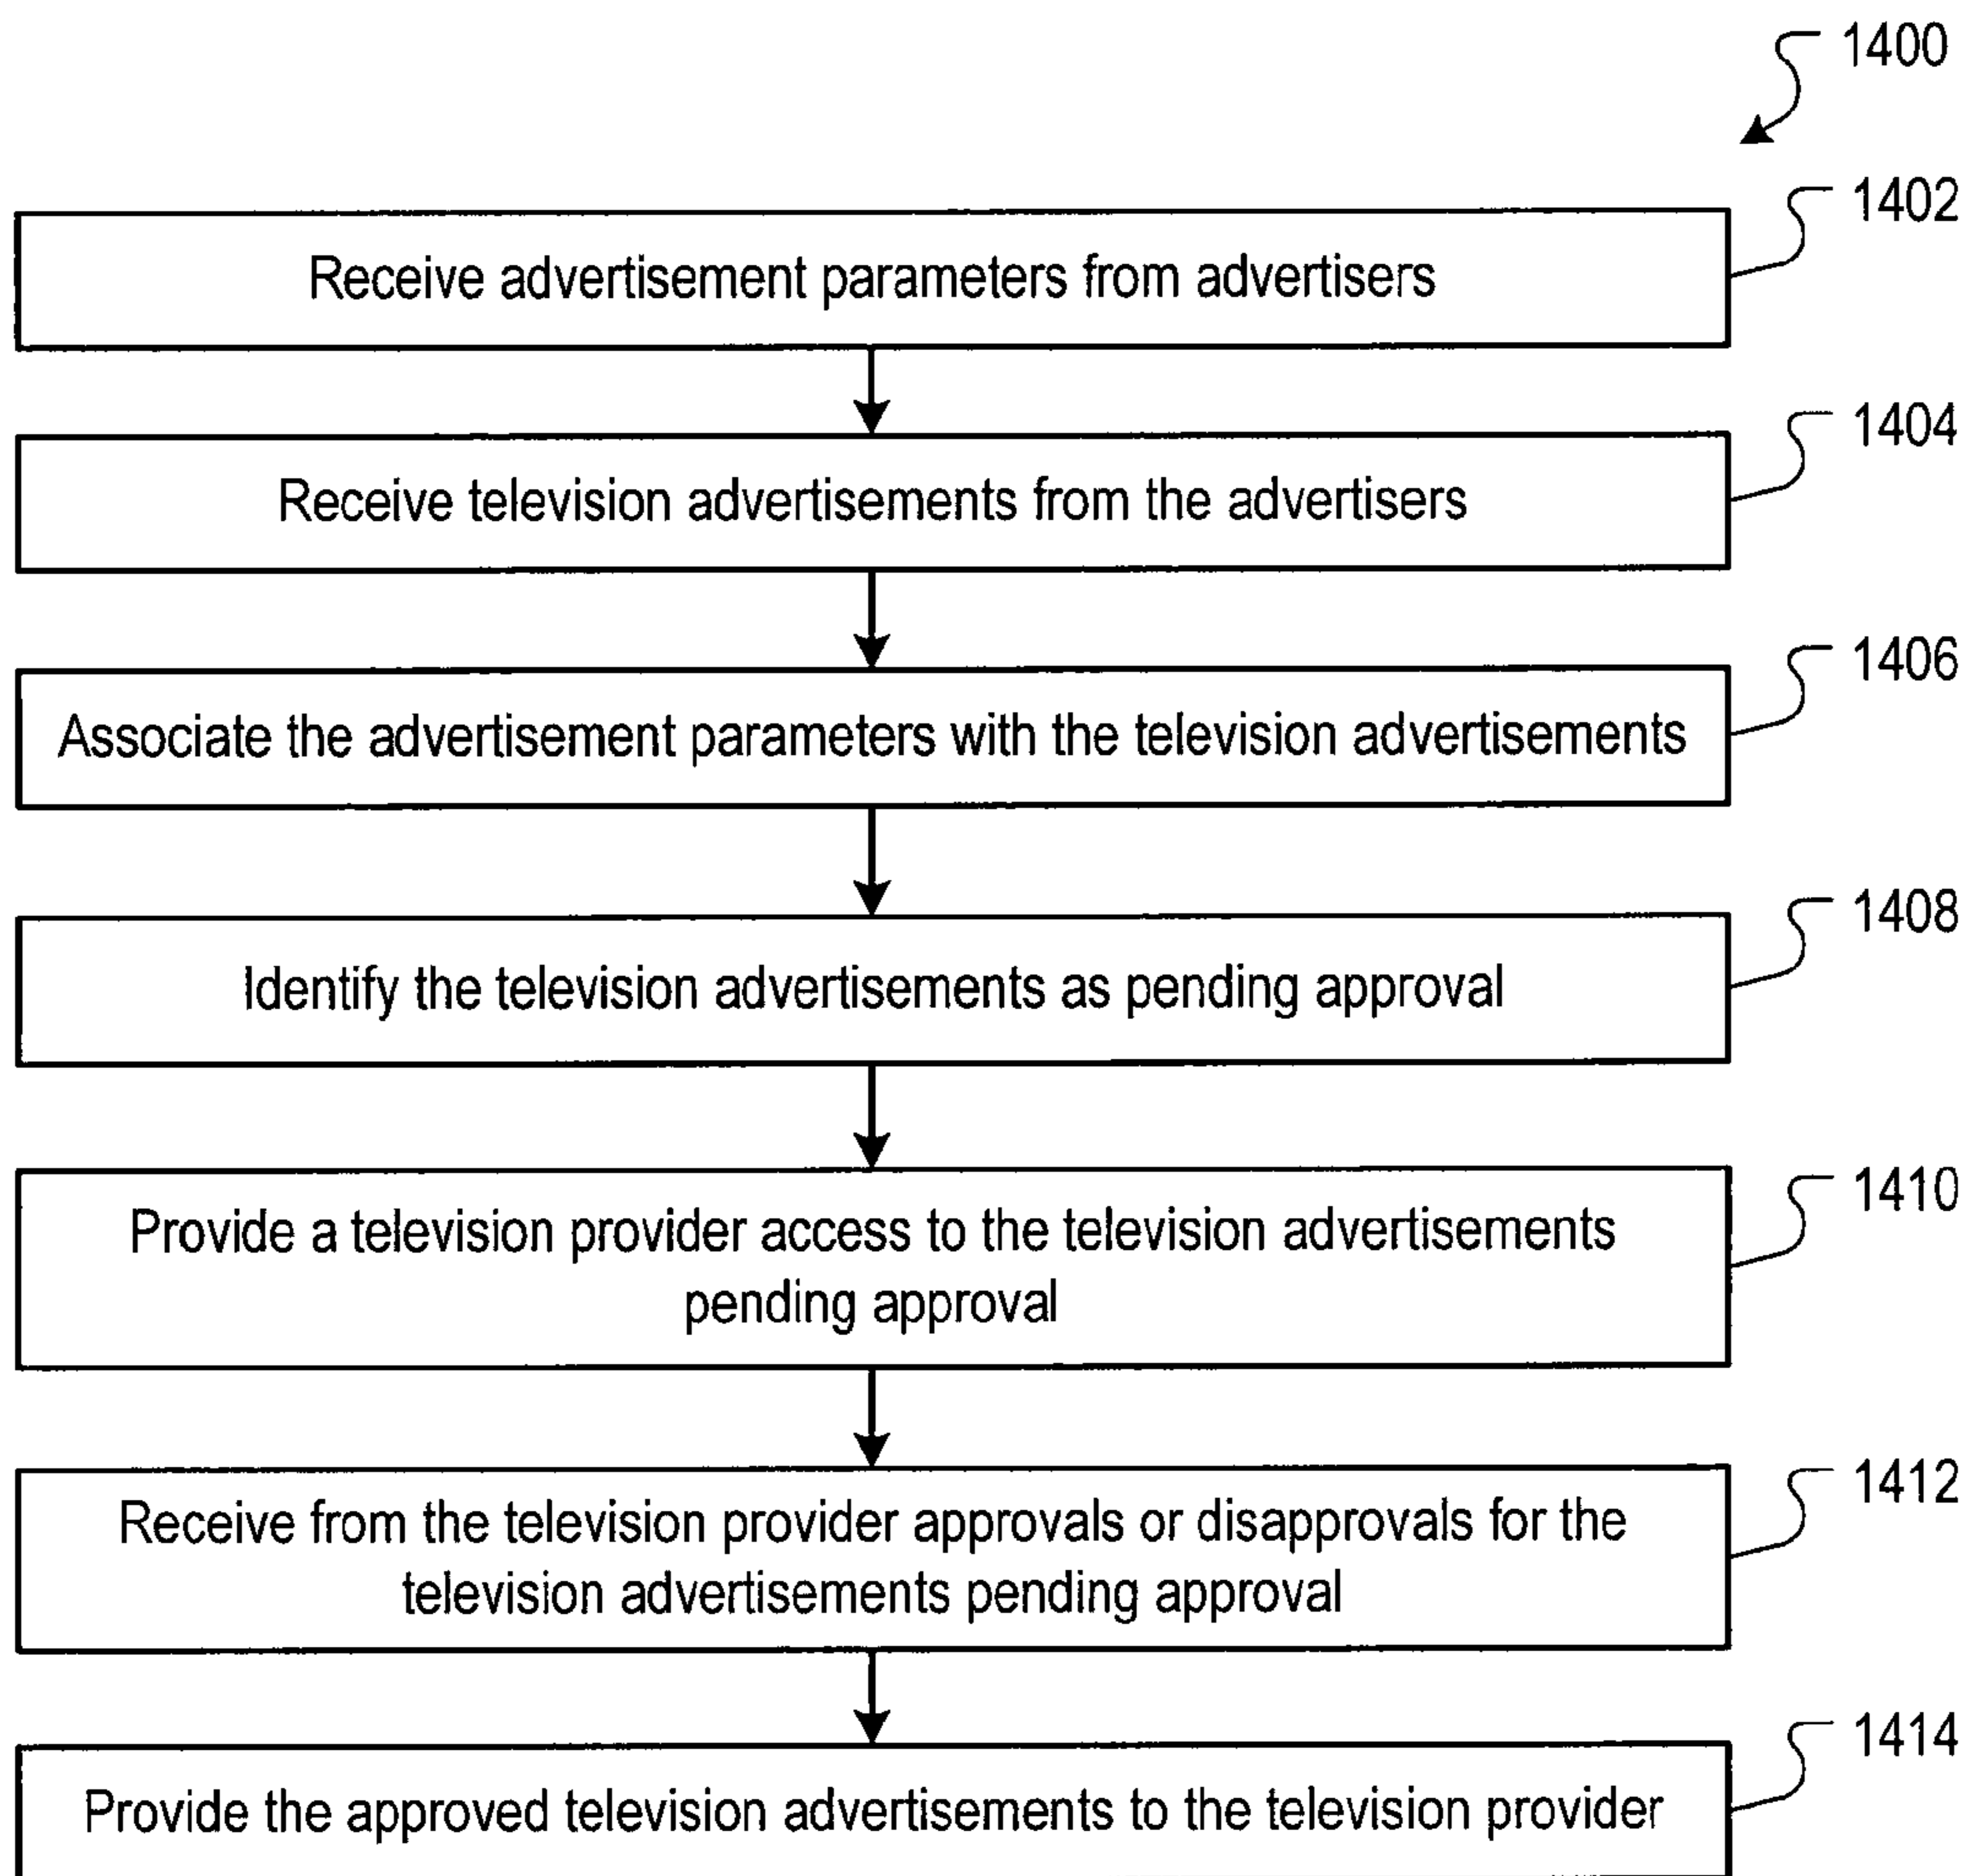 1400
1402
Receive advertisement parameters from advertisers
1404
Receive television advertisements from the advertisers
1406
Associate the advertisement parameters with the television advertisements
1408
Identify the television advertisements as pending approval
1410
Provide a television provider access to the television advertisements
pending approval
1412
Receive from the television provider approvals or disapprovals for the
television advertisements pending approval
1414
Provide the approved television advertisements to the television provider